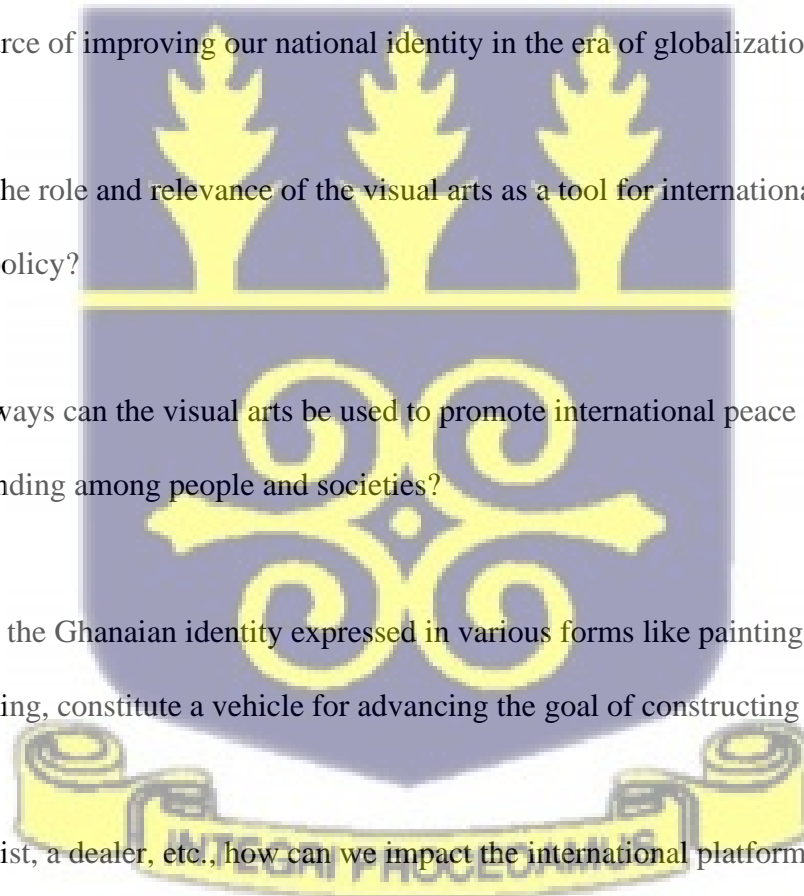 rce of improving our national identity in the era of globalizatio
he role and relevance of the visual arts as a tool for internationa
policy?
ways can the visual arts be used to promote international peace
nding among people and societies?
the Ghanaian identity expressed in various forms like painting
ing, constitute a vehicle for advancing the goal of constructing
ist, a dealer, etc., how can we impact the international platform
INTEGRI PROCEDAMUS